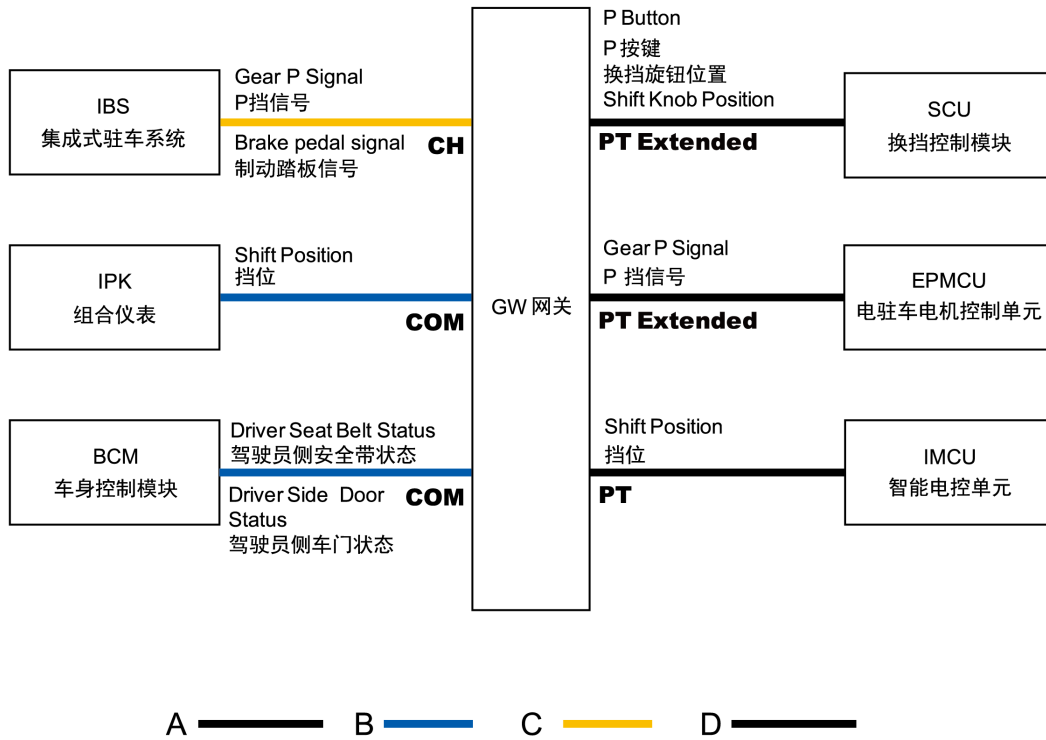 IBS
集成式驻车系统
Gear P Signal
P挡信号
Brake pedal signal
制动踏板信号
CH
IPK
组合仪表
Shift Position
挡位
COM
BCM
车身控制模块
Driver Seat Belt Status
驾驶员侧安全带状态
Driver Side Door
Status
驾驶员侧车门状态
COM
GW 网关
P Button
P 按键
换挡旋钮位置
Shift Knob Position
PT Extended
SCU
换挡控制模块
Gear P Signal
P 挡信号
PT Extended
EPMCU
电驻车电机控制单元
Shift Position
挡位
PT
IMCU
智能电控单元
A
B
C
D